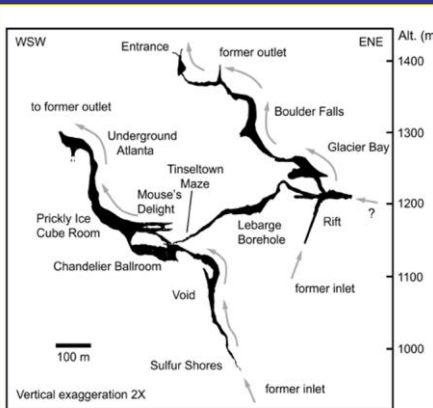 WSW
ENE
Alt. (m
Entrance
former outlet
1400
to former outlet
Boulder Falls
Underground
Atlanta
1300
Glacier Bay
Tinseltown
Maze
Mouse's
Delight
1200
?
Prickly Ice
Cube Room
Lebarge
Borehole
Rift
Chandelier Ballroom
1100
Void
former inlet
100 m
1000
Sulfur Shores
former inlet
Vertical exaggeration 2X